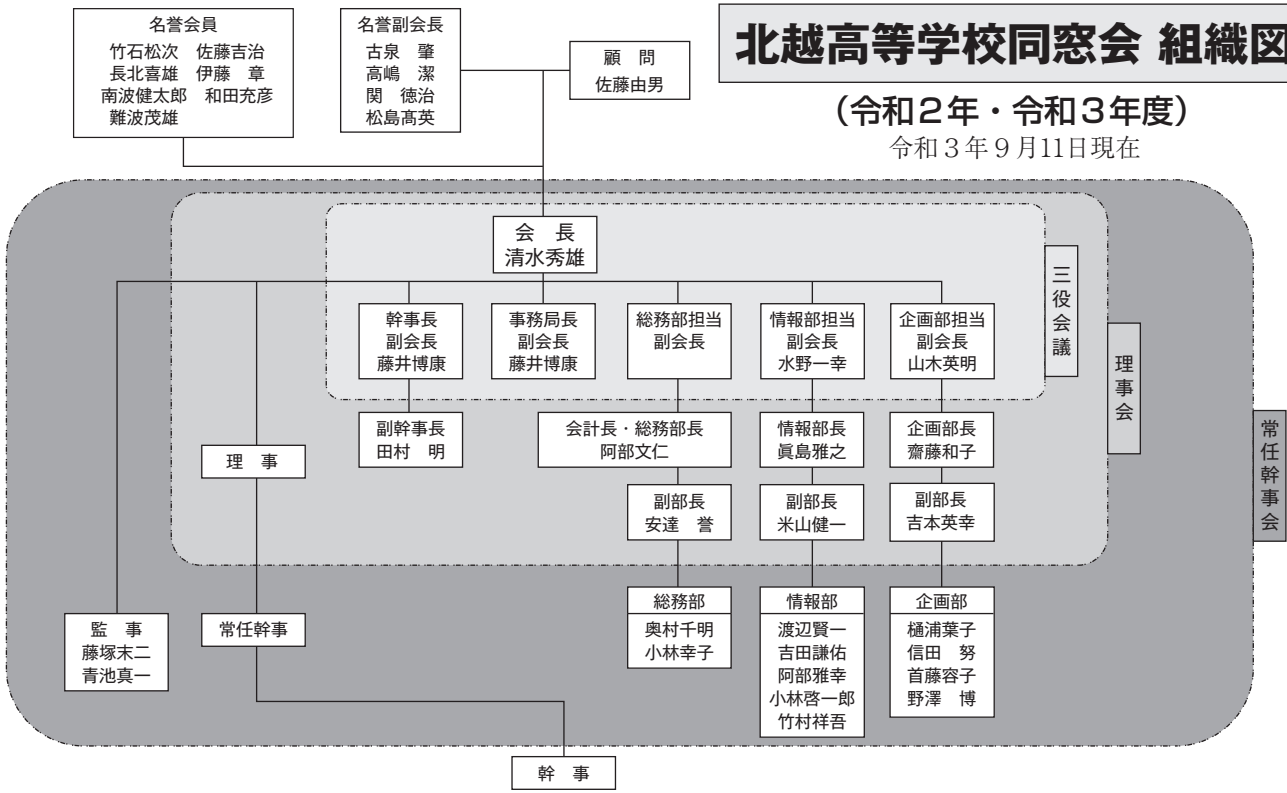 名誉会員
竹石松次　佐藤吉治
長北喜雄　伊藤　章
南波健太郎　和田充彦
難波茂雄
名誉副会長
古泉　肇
高嶋　潔
関　徳治
松島髙英
顧　問
佐藤由男
北越高等学校同窓会 組織図
（令和２年・令和３年度）
令和３年９月11日現在
会　長
清水秀雄
幹事長
副会長
藤井博康
事務局長
副会長
藤井博康
総務部担当
副会長
情報部担当
副会長
水野一幸
企画部担当
副会長
山木英明
三役会議
理事会
常任幹事会
理　事
副幹事長
田村　明
会計長・総務部長
阿部文仁
情報部長
眞島雅之
企画部長
齋藤和子
副部長
安達　誉
副部長
米山健一
副部長
吉本英幸
監　事
藤塚末二
青池真一
常任幹事
総務部
奥村千明
小林幸子
情報部
渡辺賢一
吉田謙佑
阿部雅幸
小林啓一郎
竹村祥吾
企画部
樋浦葉子
信田　努
首藤容子
野澤　博
幹　事